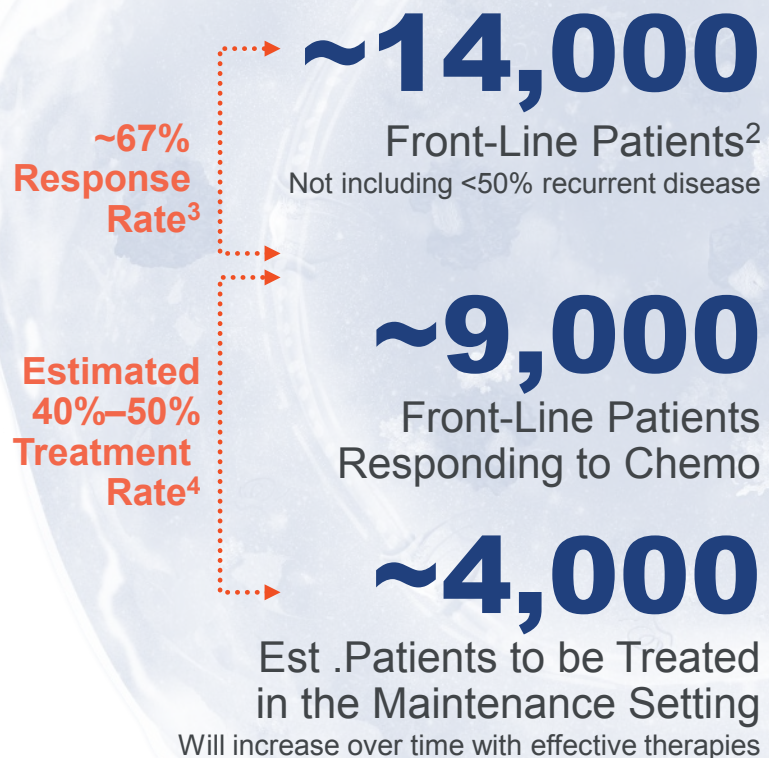 ~14,000
Front-Line Patients²
Not including <50% recurrent disease
~67%
Response
Rate³
~9,000
Front-Line Patients
Responding to Chemo
Estimated
40%–50%
Treatment
Rate⁴
~4,000
Est .Patients to be Treated
in the Maintenance Setting
Will increase over time with effective therapies